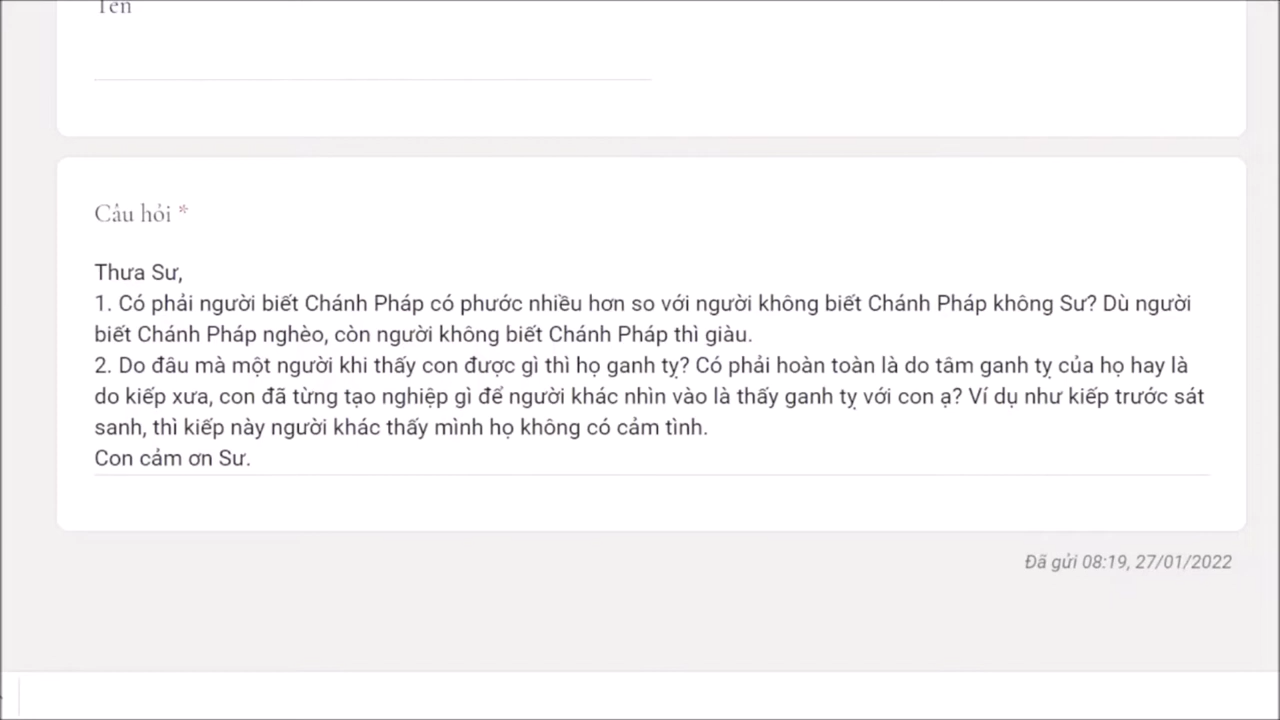 Tên
Câu hỏi *
Thưa Sư,
1. Có phải người biết Chánh Pháp có phước nhiều hơn so với người không biết Chánh Pháp không Sư? Dù người
biết Chánh Pháp nghèo, còn người không biết Chánh Pháp thì giàu.
2. Do đâu mà một người khi thấy con được gì thì họ ganh tỵ? Có phải hoàn toàn là do tâm ganh tỵ của họ hay là
do kiếp xưa, con đã từng tạo nghiệp gì để người khác nhìn vào là thấy ganh tỵ với con ạ? Ví dụ như kiếp trước sát
sanh, thì kiếp này người khác thấy mình họ không có cảm tình.
Con cảm ơn Sư.
Đã gửi 08:19, 27/01/2022